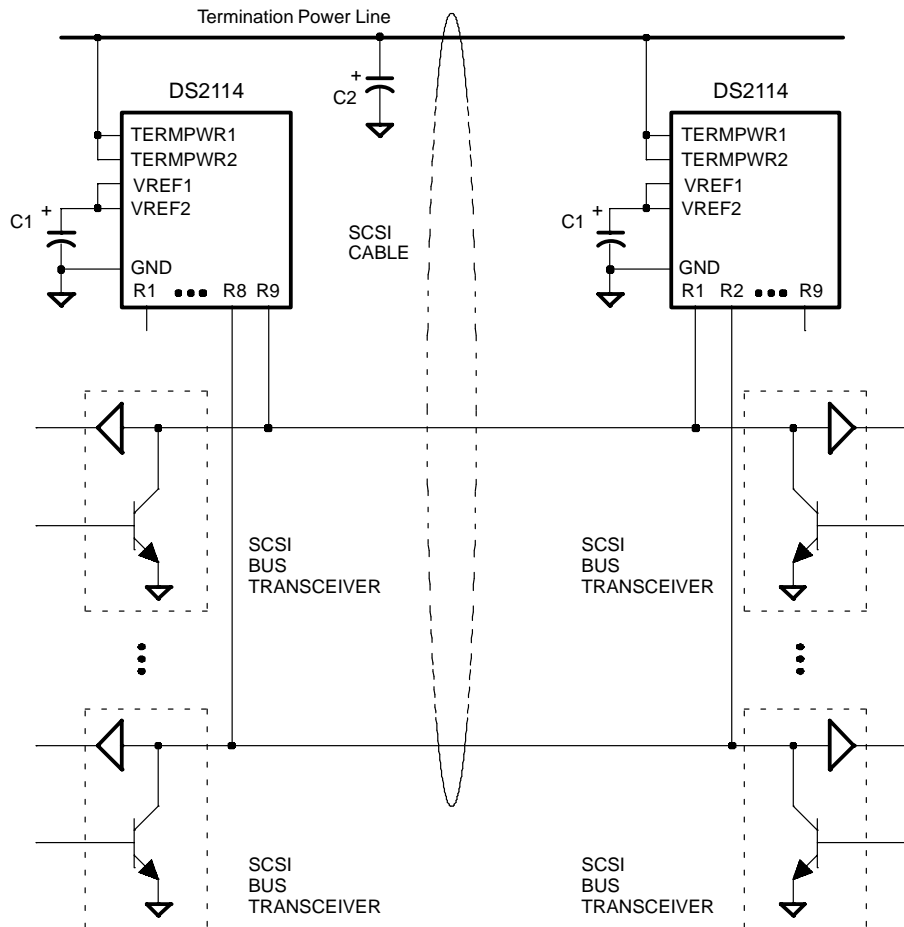 Termination Power Line
DS2114
+
C2
DS2114
TERMPWR1
TERMPWR2
VREF1
VREF2
C1 +
GND
R1 R8 R9
SCSI
CABLE
TERMPWR1
TERMPWR2
VREF1
VREF2
C1 +
GND
R1 R2 R9
SCSI
BUS
TRANSCEIVER
SCSI
BUS
TRANSCEIVER
SCSI
BUS
TRANSCEIVER
SCSI
BUS
TRANSCEIVER